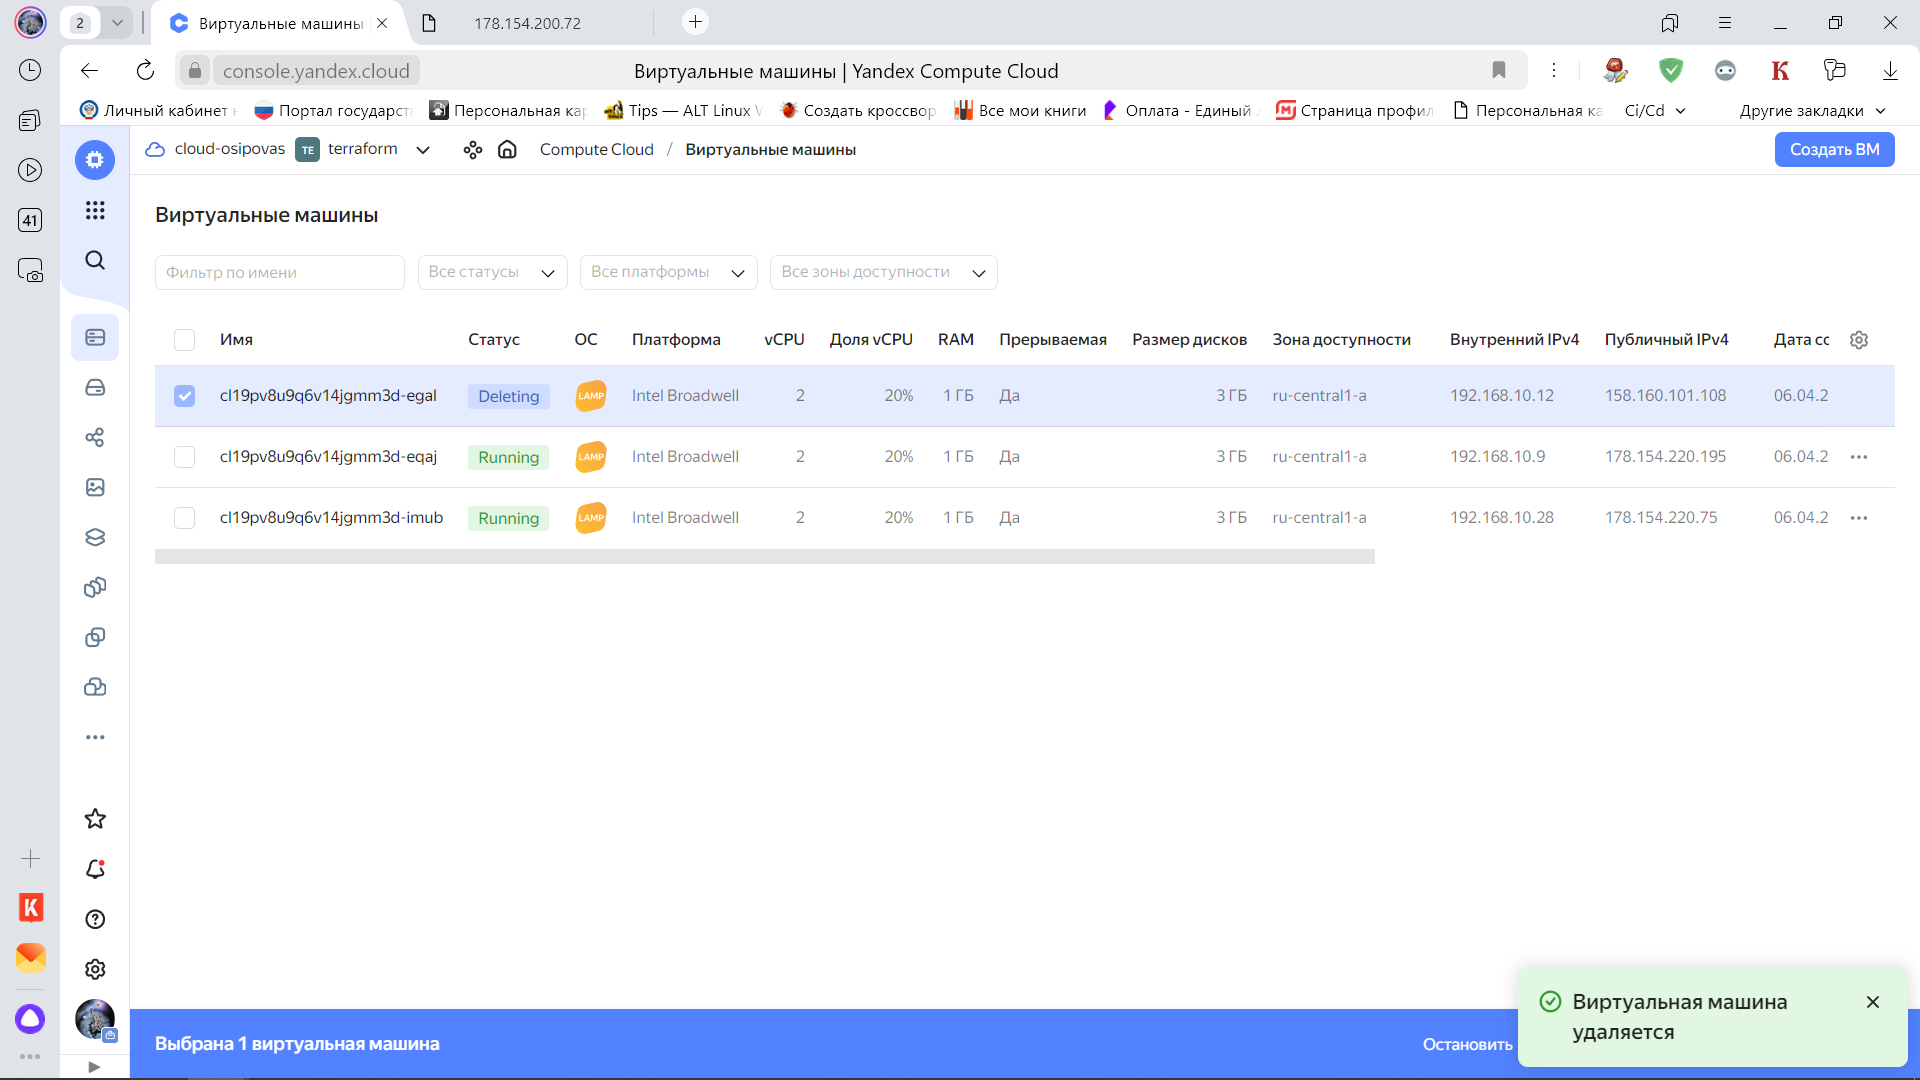 2
Виртуальные машины
178.154.200.72
console.yandex.cloud
Виртуальные машины | Yandex Compute Cloud
K
Личный кабинет
Портал государст
Персональная ка
Tips — ALT Linux
Создать кроссвор
Все мои книги
Оплата - Единый
Страница профил
Персональная ка
Ci/Cd
Другие закладки
41
cloud-osipovas
TE
terraform
Compute Cloud / Виртуальные машины
Создать ВМ
Виртуальные машины
Фильтр по имени
Все статусы
Все платформы
Все зоны доступности
Имя Статус ОС Платформа vCPU Доля vCPU RAM Прерываемая Размер дисков Зона доступности Внутренний IPv4 Публичный IPv4 Дата сс
cl19pv8u9q6v14jgmm3d-egal Deleting LAMP Intel Broadwell 2 20% 1 ГБ Да 3 ГБ ru-central1-a 192.168.10.12 158.160.101.108 06.04.2
cl19pv8u9q6v14jgmm3d-eqaj Running LAMP Intel Broadwell 2 20% 1 ГБ Да 3 ГБ ru-central1-a 192.168.10.9 178.154.220.195 06.04.2
cl19pv8u9q6v14jgmm3d-imub Running LAMP Intel Broadwell 2 20% 1 ГБ Да 3 ГБ ru-central1-a 192.168.10.28 178.154.220.75 06.04.2
K
Выбрана 1 виртуальная машина
Остановить
Виртуальная машина
удаляется